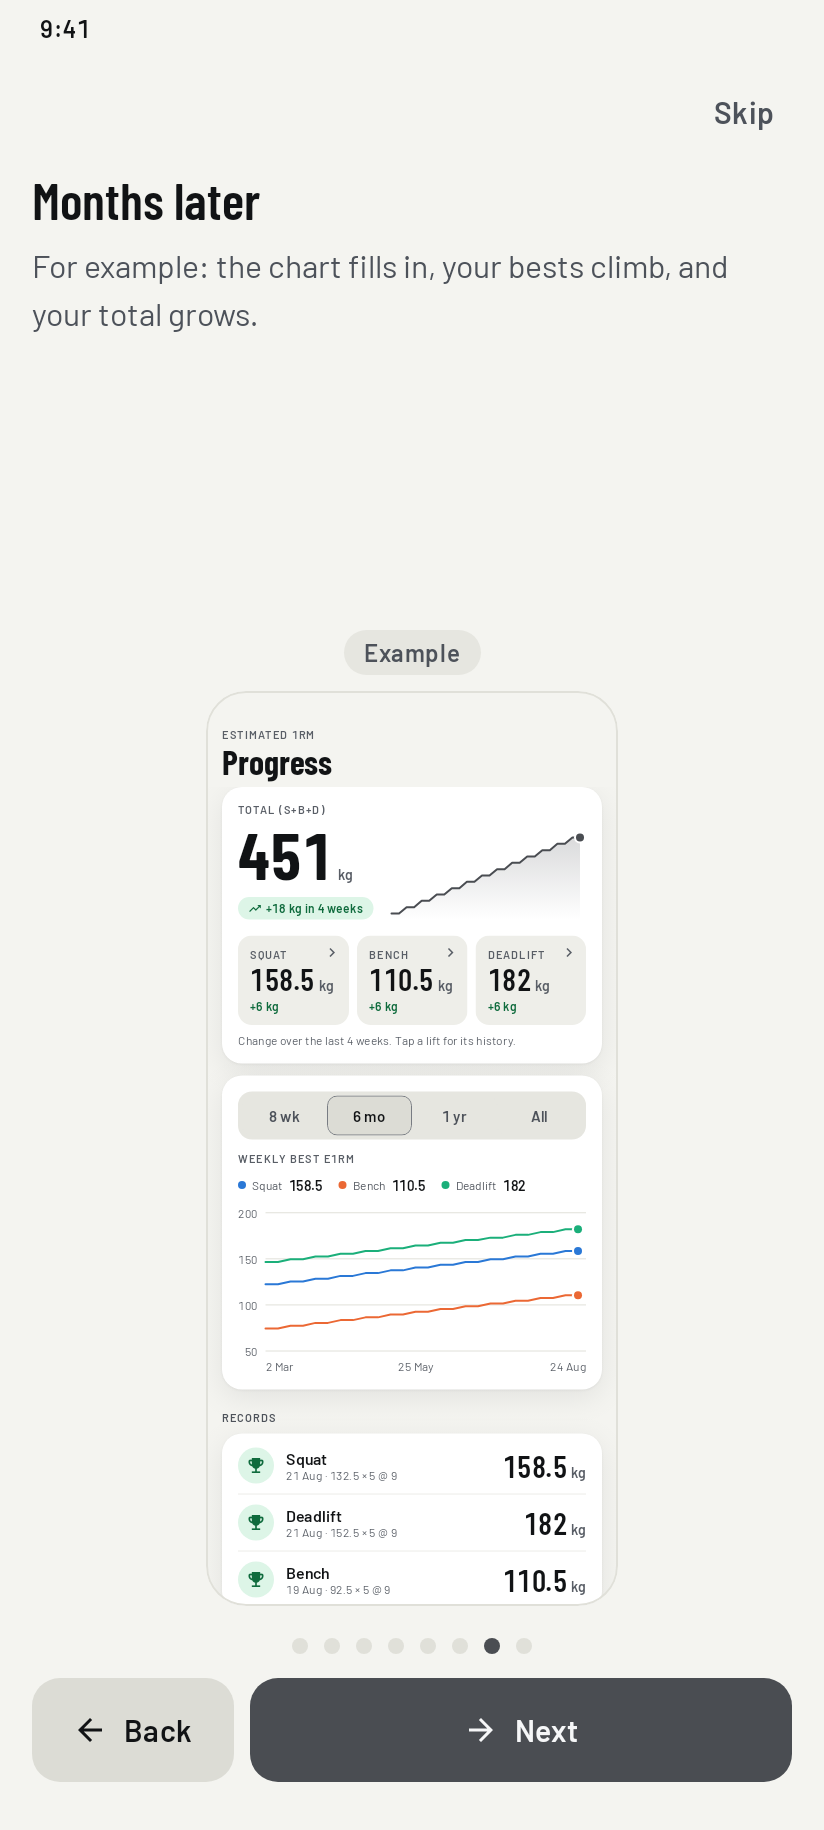 9:41
Skip
Months later
For example: the chart fills in, your bests climb, and
your total grows.
Example
ESTIMATED 1RM
Progress
TOTAL (S+B+D)
451 kg
+18 kg in 4 weeks
SQUAT
158.5 kg
+6 kg
BENCH
110.5 kg
+6 kg
DEADLIFT
182 kg
+6 kg
Change over the last 4 weeks. Tap a lift for its history.
8 wk 6 mo 1 yr All
WEEKLY BEST E1RM
Squat 158.5 Bench 110.5 Deadlift 182
200
150
100
50
2 Mar 25 May 24 Aug
RECORDS
Squat
21 Aug · 132.5 × 5 @ 9
158.5 kg
Deadlift
21 Aug · 152.5 × 5 @ 9
182 kg
Bench
19 Aug · 92.5 × 5 @ 9
110.5 kg
Back
Next